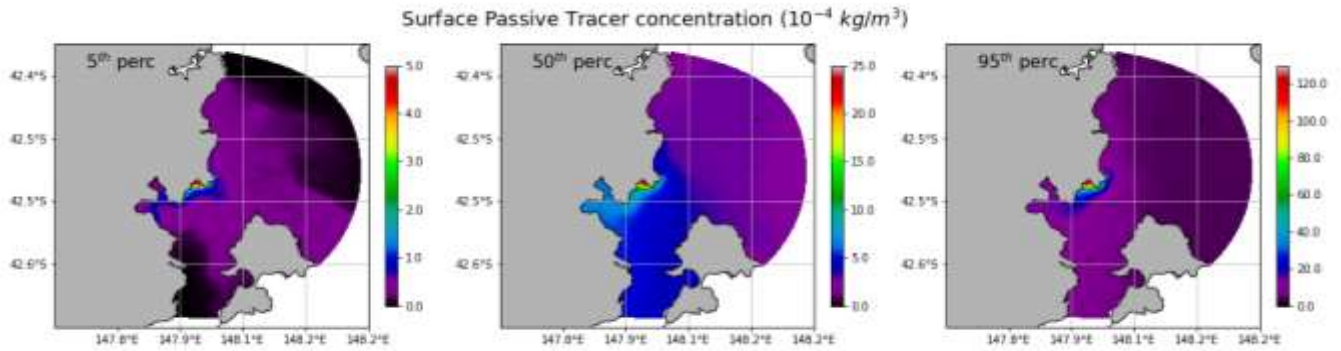 Surface Passive Tracer concentration (10⁻⁴ kg/m³)
5th perc
42.4°S
42.5°S
42.5°S
42.6°S
147.8°E 147.9°E 148.1°E 148.2°E 148.2°E
5.0
4.0
3.0
2.0
1.0
0.0
50th perc
42.4°S
42.5°S
42.5°S
42.6°S
147.8°E 147.9°E 148.1°E 148.2°E 148.2°E
25.0
20.0
15.0
10.0
5.0
0.0
95th perc
42.4°S
42.5°S
42.5°S
42.6°S
147.8°E 147.9°E 148.1°E 148.2°E 148.2°E
120.0
100.0
80.0
60.0
40.0
20.0
0.0